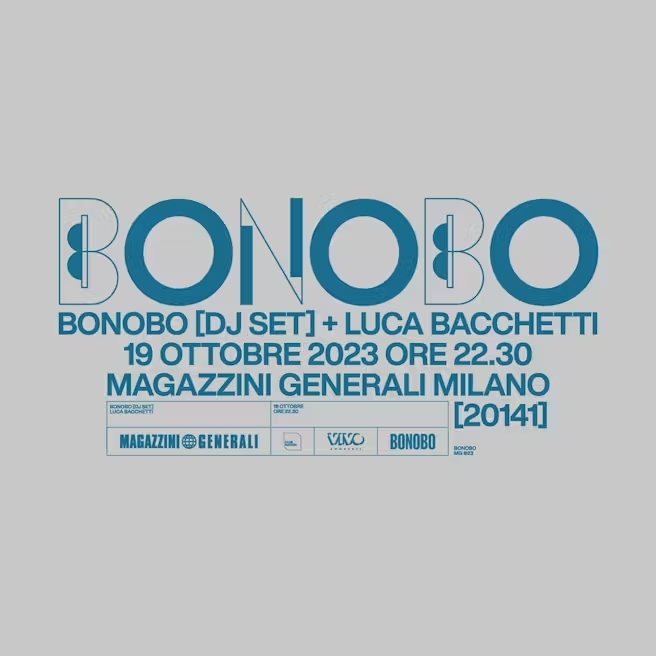 BONOBO
BONOBO [DJ SET] + LUCA BACCHETTI
19 OTTOBRE 2023 ORE 22.30
MAGAZZINI GENERALI MILANO
[20141]
BONOBO [DJ SET]
LUCA BACCHETTI
19 OTTOBRE
ORE 22.30
MAGAZZINI GENERALI
VIVO
CONCERTI
BONOBO
BONOBO
MG 023